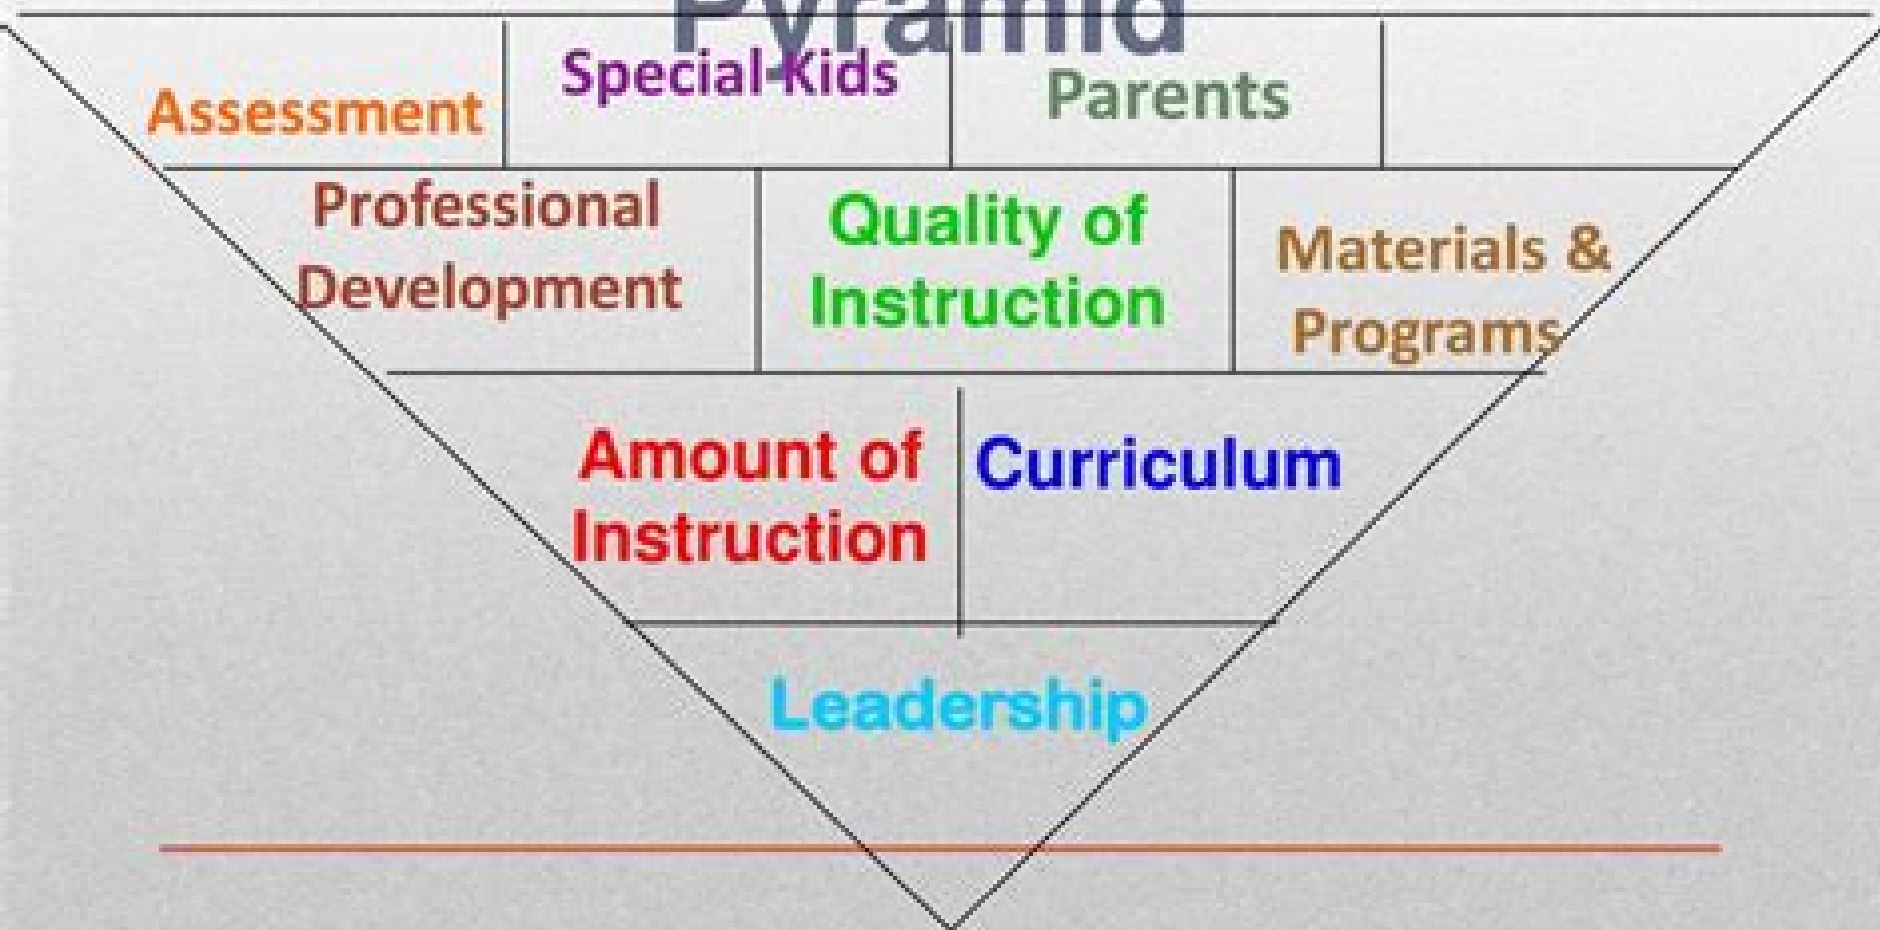 Pyramid
Assessment
Special Kids
Parents
Professional
Development
Quality of
Instruction
Materials &
Programs
Amount of
Instruction
Curriculum
Leadership